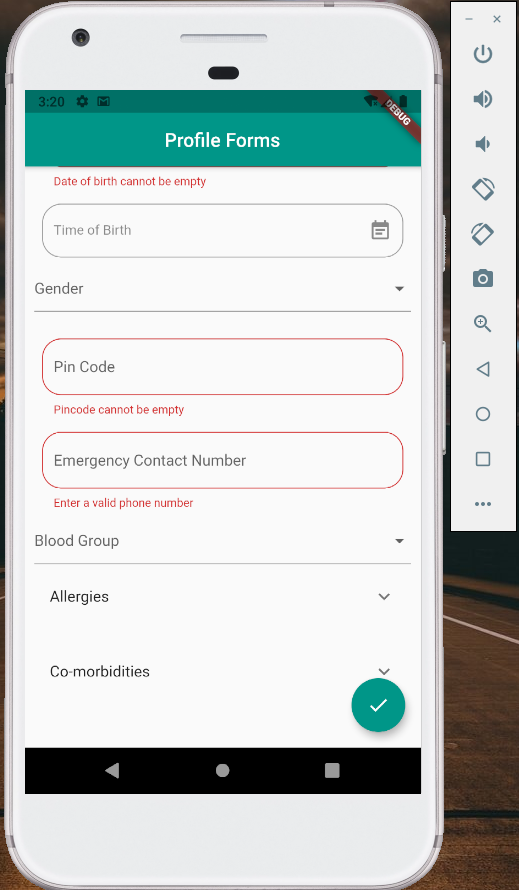 3:20
DEBUG
Profile Forms
Date of birth cannot be empty
Time of Birth
Gender
Pin Code
Pincode cannot be empty
Emergency Contact Number
Enter a valid phone number
Blood Group
Allergies
Co-morbidities